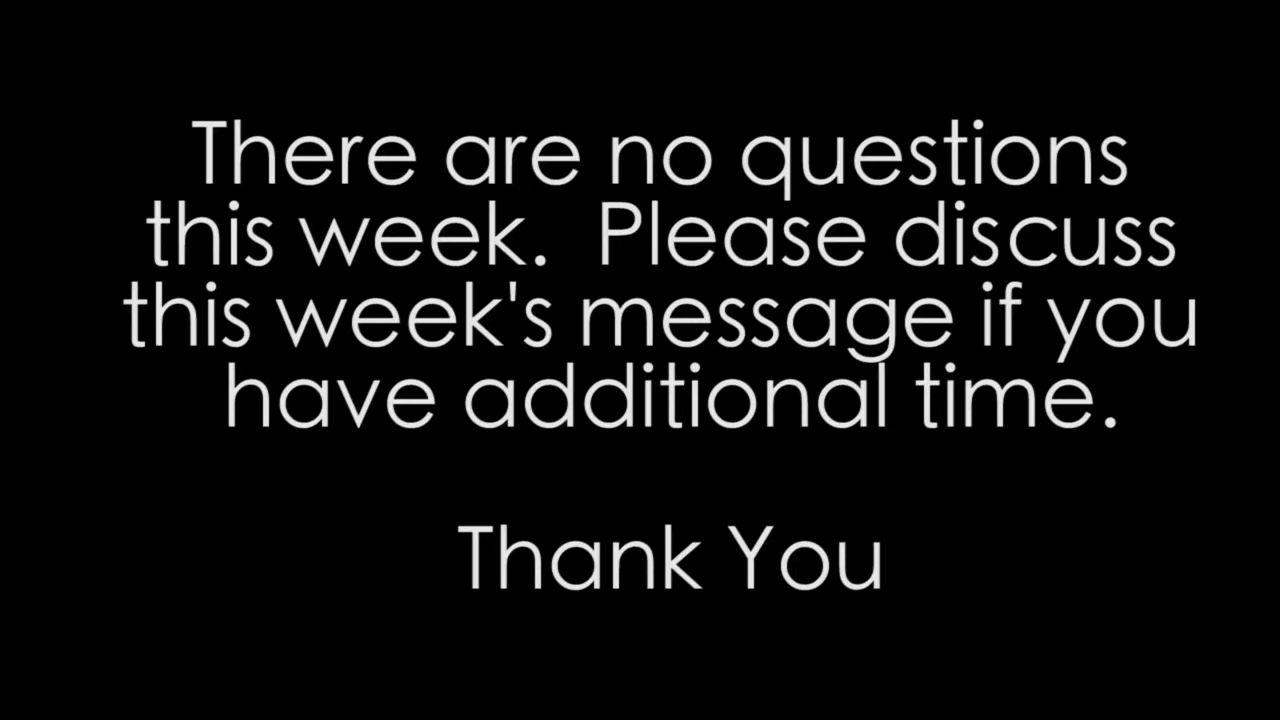 There are no questions
this week.  Please discuss
this week's message if you
have additional time.
Thank You